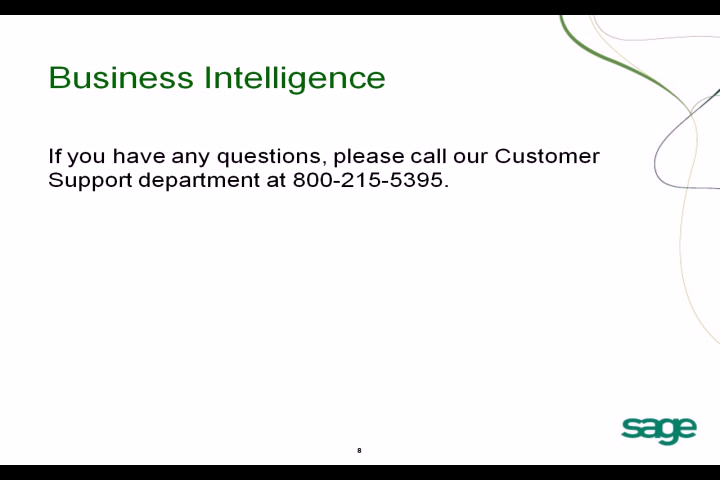 Business Intelligence
If you have any questions, please call our Customer
Support department at 800-215-5395.
sage
8